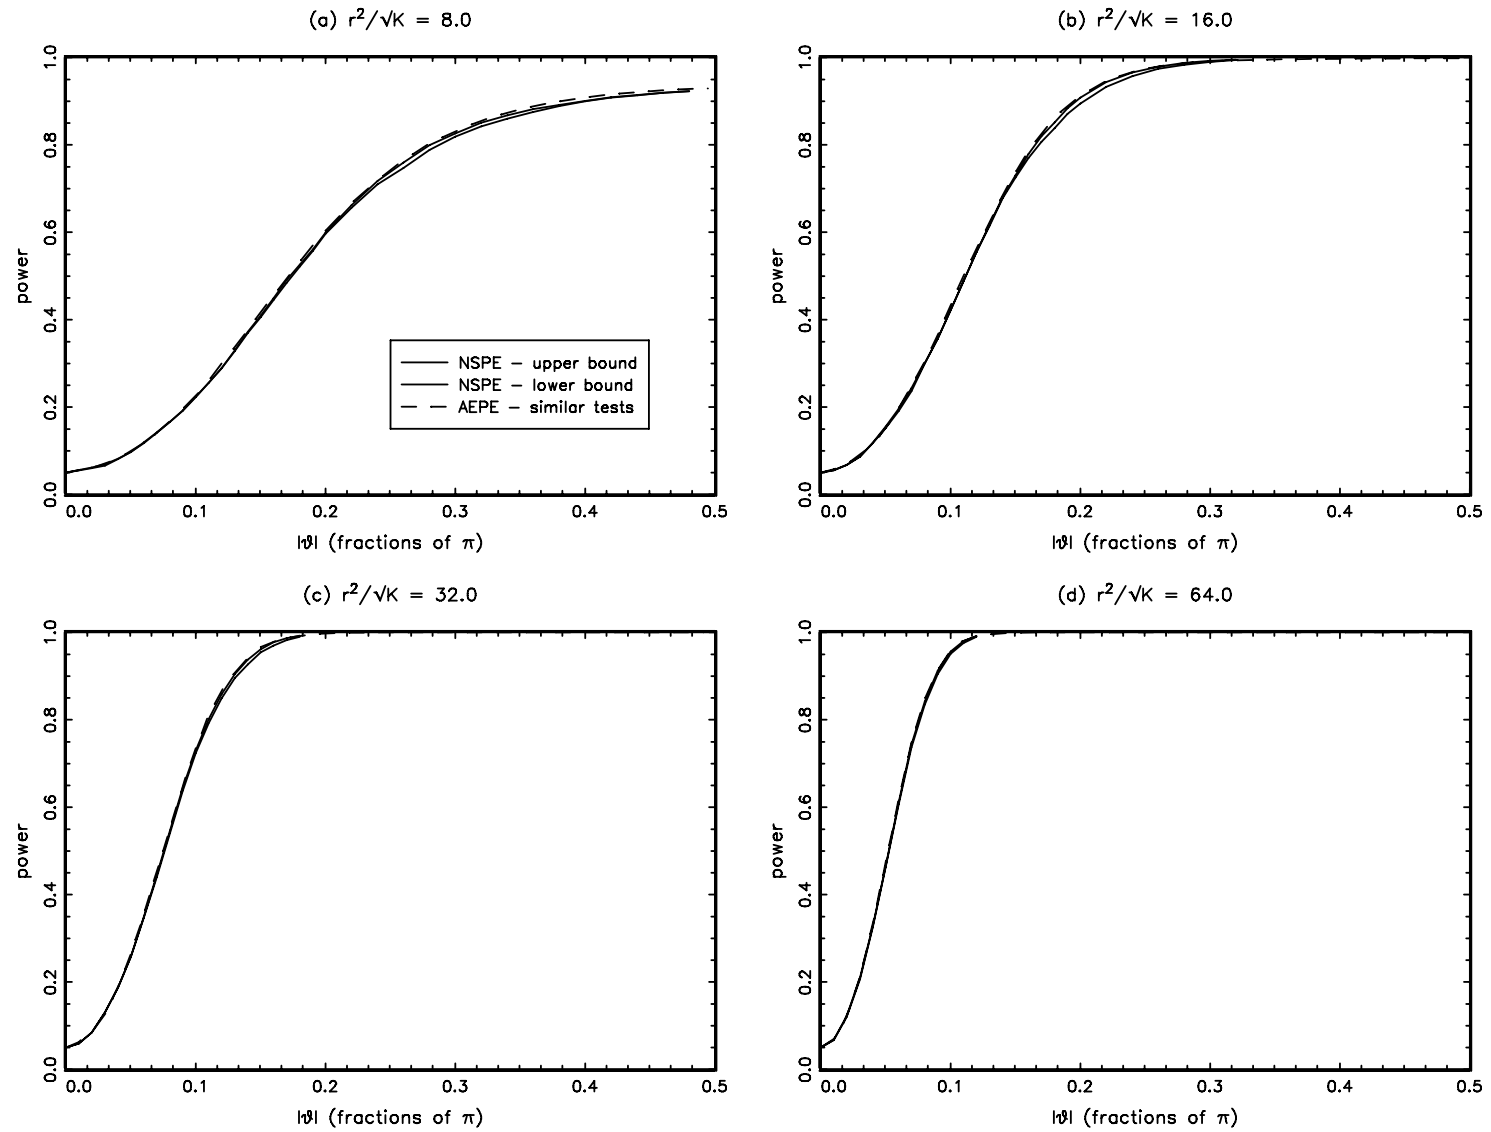 (a) r²/√K = 8.0
power
1.0
0.8
0.6
0.4
0.2
0.0
NSPE – upper bound
NSPE – lower bound
AEPE – similar tests
0.0 0.1 0.2 0.3 0.4 0.5
|ϑ| (fractions of π)
(b) r²/√K = 16.0
power
1.0
0.8
0.6
0.4
0.2
0.0
0.0 0.1 0.2 0.3 0.4 0.5
|ϑ| (fractions of π)
(c) r²/√K = 32.0
power
1.0
0.8
0.6
0.4
0.2
0.0
0.0 0.1 0.2 0.3 0.4 0.5
|ϑ| (fractions of π)
(d) r²/√K = 64.0
power
1.0
0.8
0.6
0.4
0.2
0.0
0.0 0.1 0.2 0.3 0.4 0.5
|ϑ| (fractions of π)